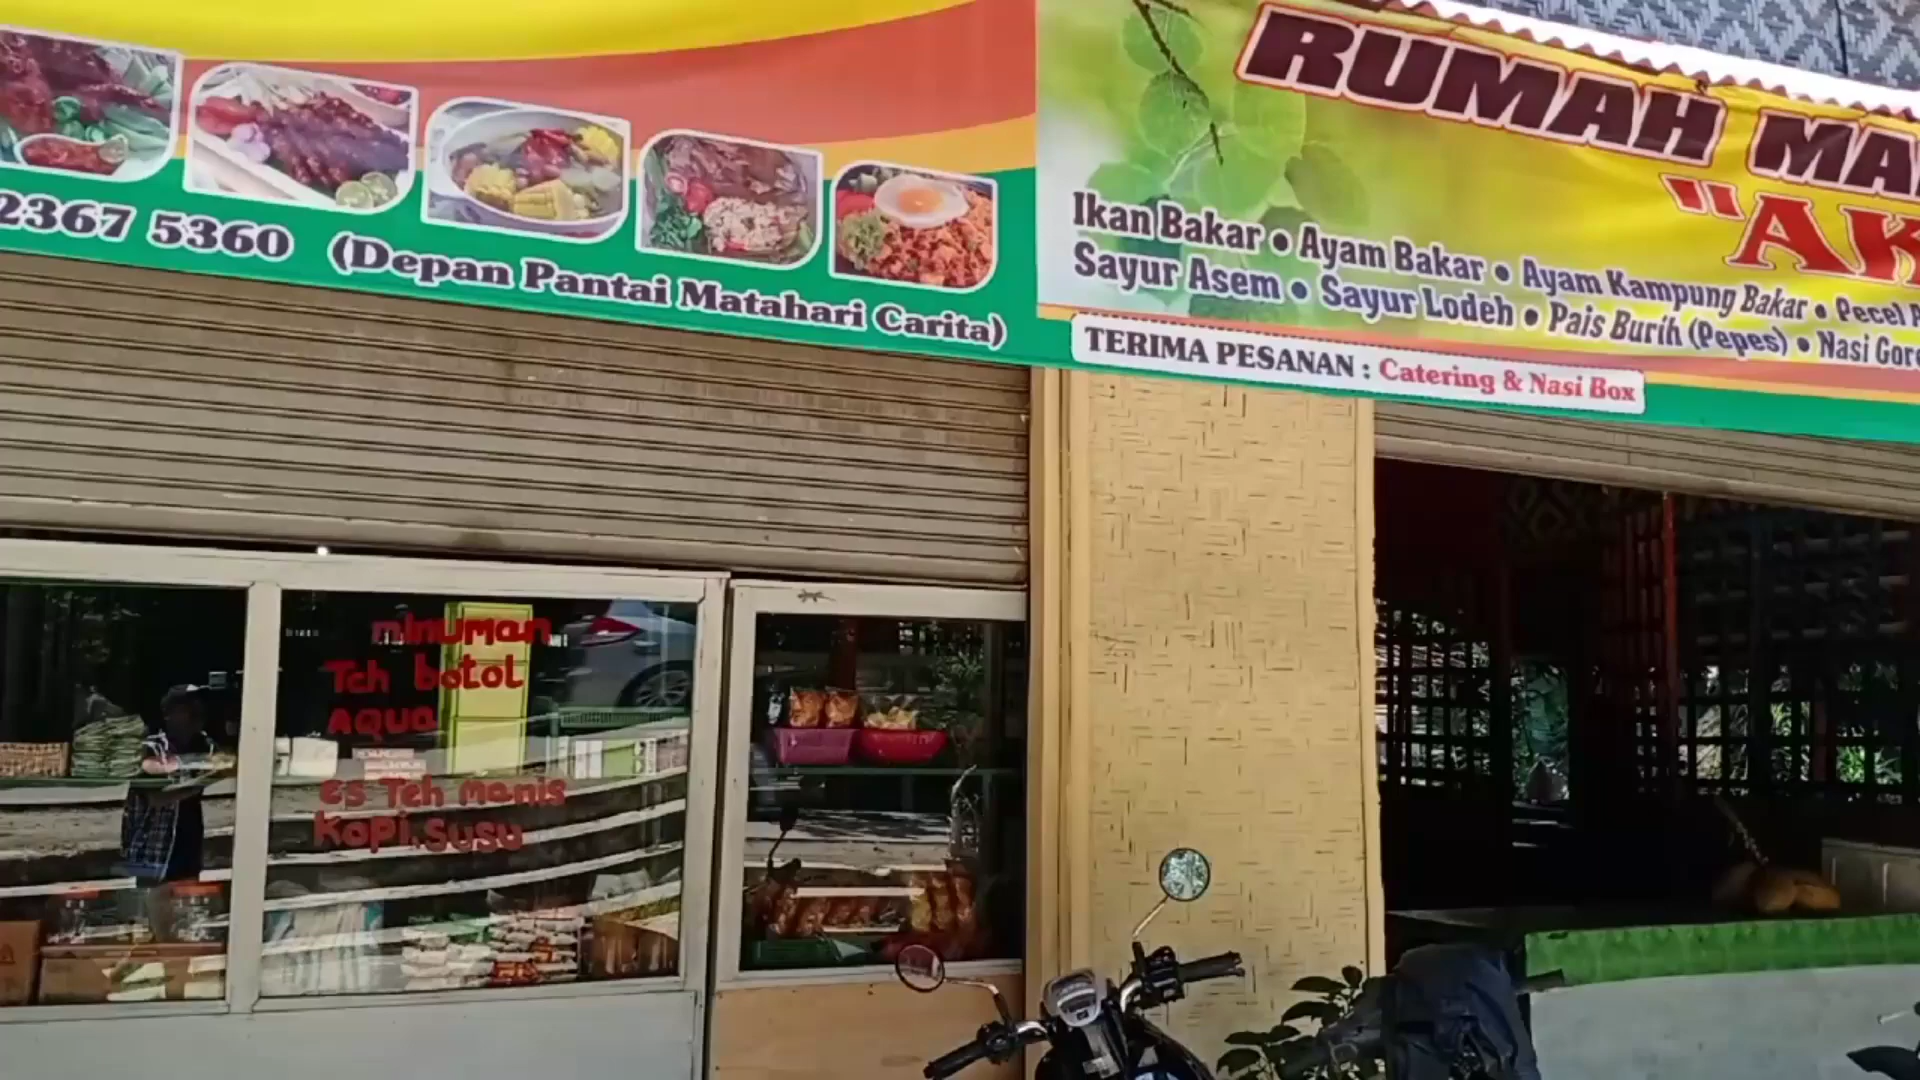 2367 5360 (Depan Pantai Matahari Carita)
RUMAH MA
"AK
Ikan Bakar • Ayam Bakar • Ayam Kampung Bakar • Pecel A
Sayur Asem • Sayur Lodeh • Pais Burih (Pepes) • Nasi Gore
TERIMA PESANAN : Catering & Nasi Box
minuman
Teh botol
AQUA
es Teh manis
Kopi.susu